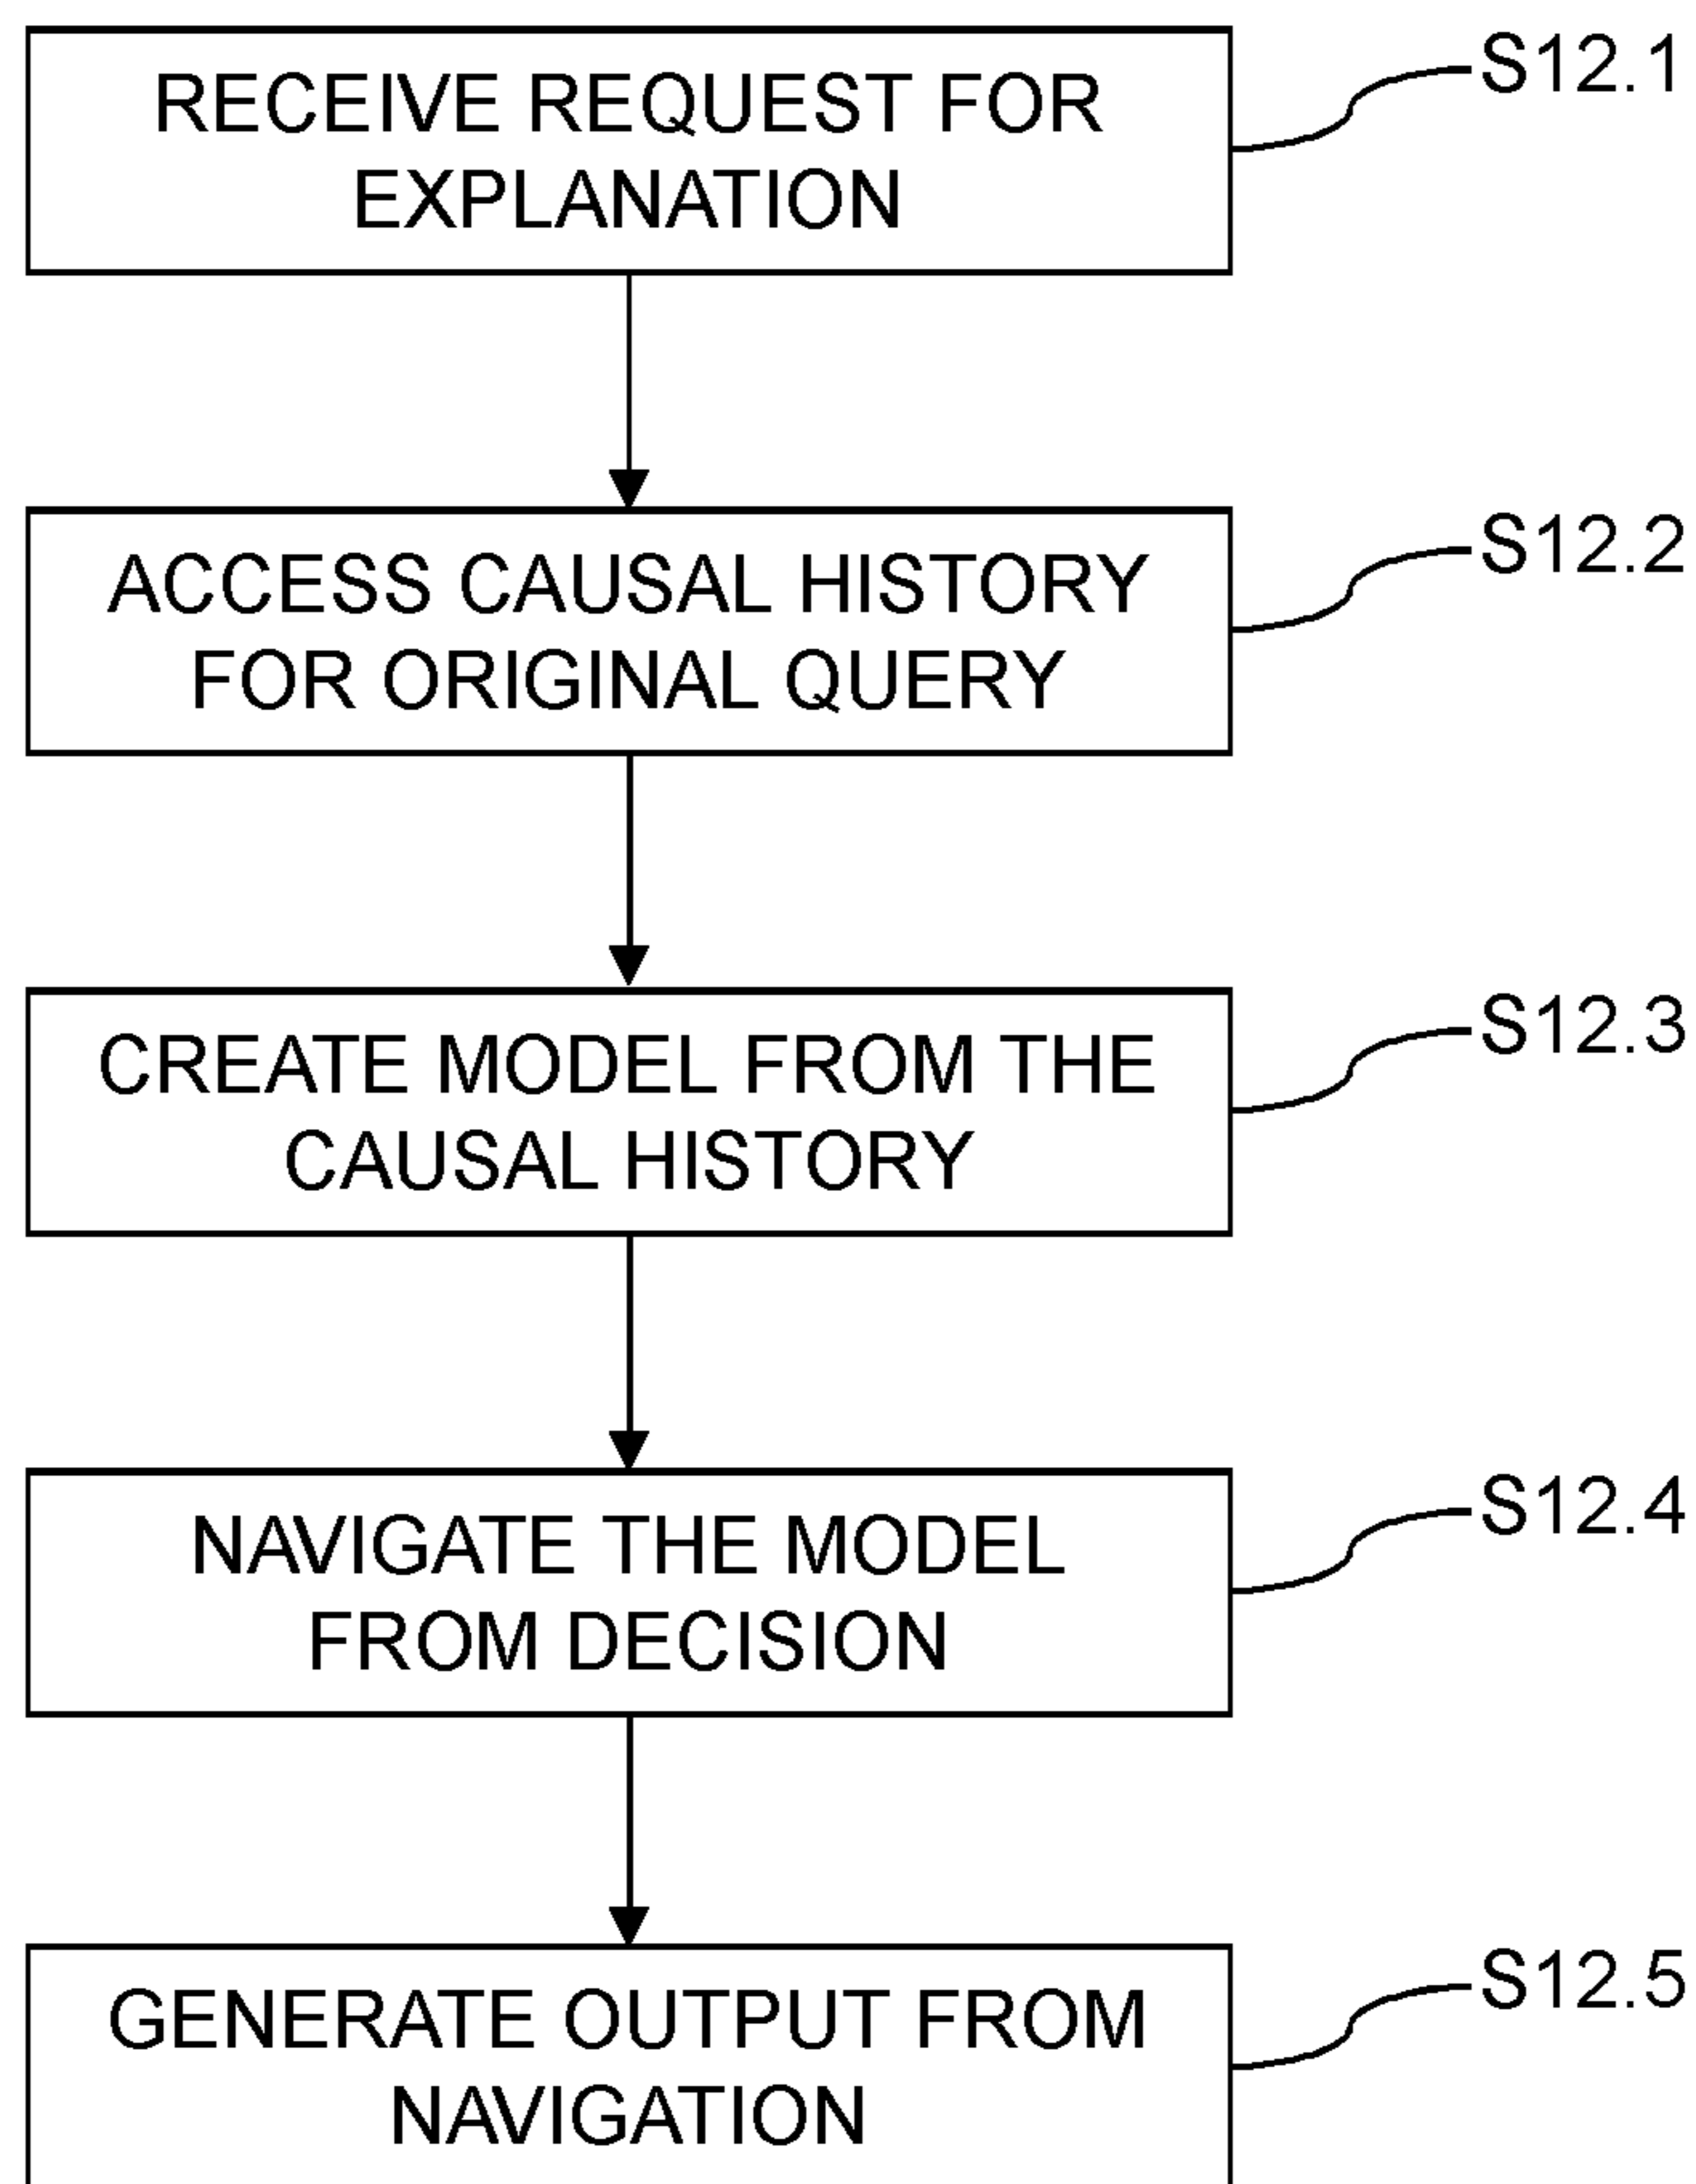 RECEIVE REQUEST FOR
EXPLANATION
S12.1
ACCESS CAUSAL HISTORY
FOR ORIGINAL QUERY
S12.2
CREATE MODEL FROM THE
CAUSAL HISTORY
S12.3
NAVIGATE THE MODEL
FROM DECISION
S12.4
GENERATE OUTPUT FROM
NAVIGATION
S12.5